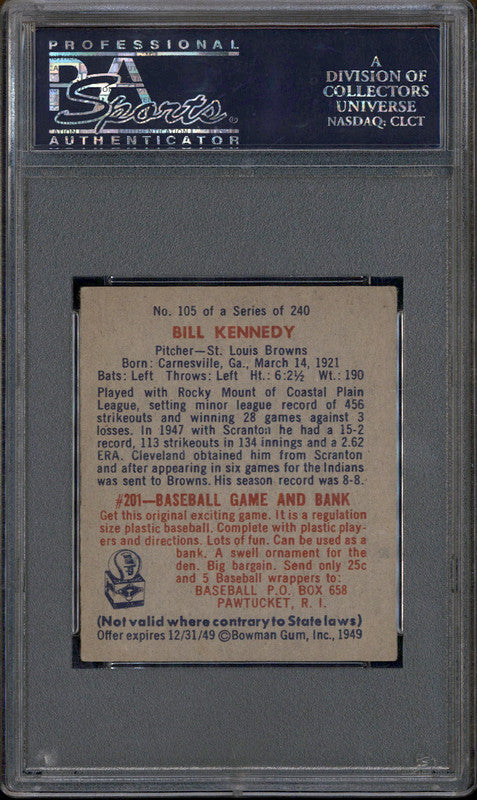 PROFESSIONAL
PSA
Sports
AUTHENTICATOR
A
DIVISION OF
COLLECTORS
UNIVERSE
NASDAQ: CLCT
No. 105 of a Series of 240
BILL KENNEDY
Pitcher—St. Louis Browns
Born: Carnesville, Ga., March 14, 1921
Bats: Left Throws: Left Ht.: 6:2½ Wt.: 190
Played with Rocky Mount of Coastal Plain
League, setting minor league record of 456
strikeouts and winning 28 games against 3
losses. In 1947 with Scranton he had a 15-2
record, 113 strikeouts in 134 innings and a 2.62
ERA. Cleveland obtained him from Scranton
and after appearing in six games for the Indians
was sent to Browns. His season record was 8-8.
#201—BASEBALL GAME AND BANK
Get this original exciting game. It is a regulation
size plastic baseball. Complete with plastic play-
ers and directions. Lots of fun. Can be used as a
bank. A swell ornament for the
den. Big bargain. Send only 25c
and 5 Baseball wrappers to:
BASEBALL P.O. BOX 658
PAWTUCKET, R. I.
(Not valid where contrary to State laws)
Offer expires 12/31/49 ©Bowman Gum, Inc., 1949